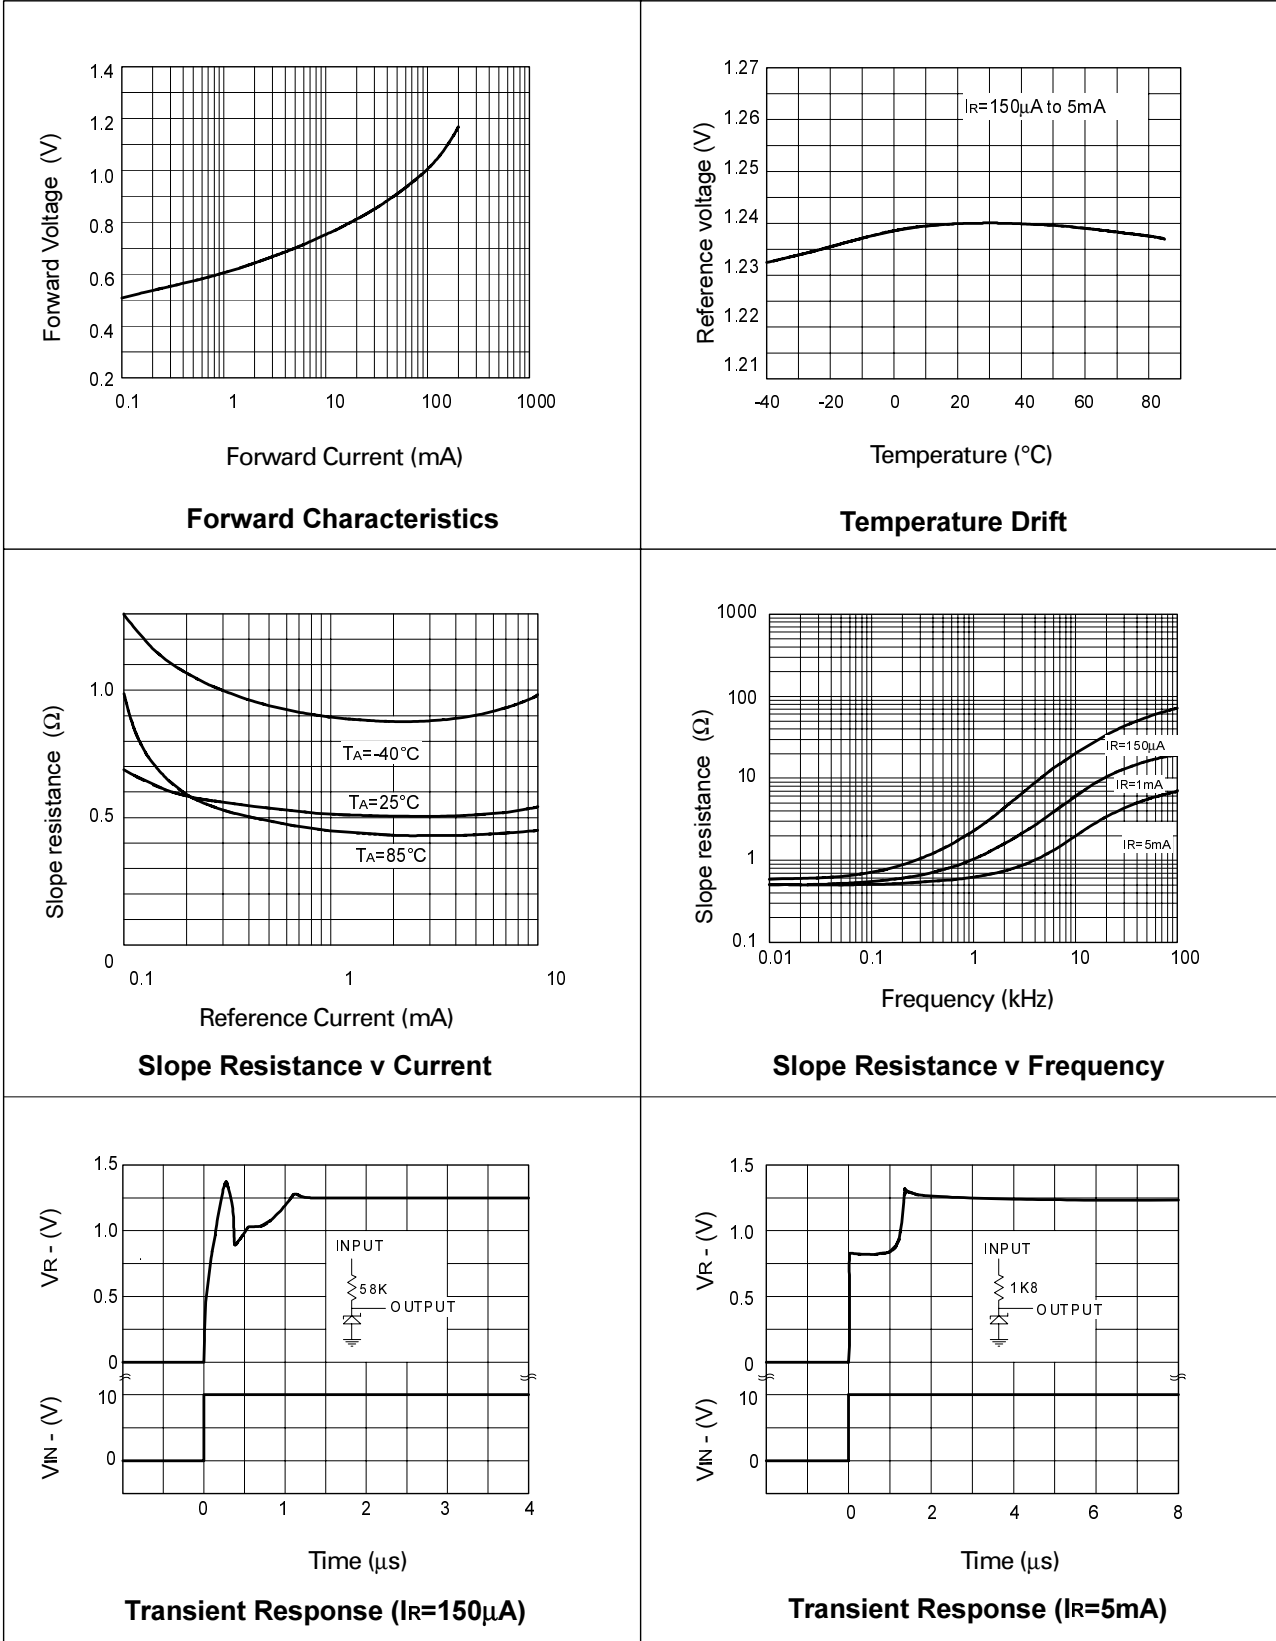 1.4
1.2
1.0
0.8
0.6
0.4
0.2
0.1 1 10 100 1000
Forward Voltage (V)
Forward Current (mA)
Forward Characteristics
1.27
1.26
1.25
1.24
1.23
1.22
1.21
-40 -20 0 20 40 60 80
IR=150µA to 5mA
Reference voltage (V)
Temperature (°C)
Temperature Drift
1.0
0.5
0
0.1 1 10
TA=-40°C
TA=25°C
TA=85°C
Slope resistance (Ω)
Reference Current (mA)
Slope Resistance v Current
1000
100
10
1
0.1
0.01 0.1 1 10 100
IR=150µA
IR=1mA
IR=5mA
Slope resistance (Ω)
Frequency (kHz)
Slope Resistance v Frequency
1.5
1.0
0.5
0
10
0
0 1 2 3 4
VR - (V)
VIN - (V)
INPUT
58K
OUTPUT
Time (µs)
Transient Response (IR=150µA)
1.5
1.0
0.5
0
10
0
0 2 4 6 8
VR - (V)
VIN - (V)
INPUT
1K8
OUTPUT
Time (µs)
Transient Response (IR=5mA)